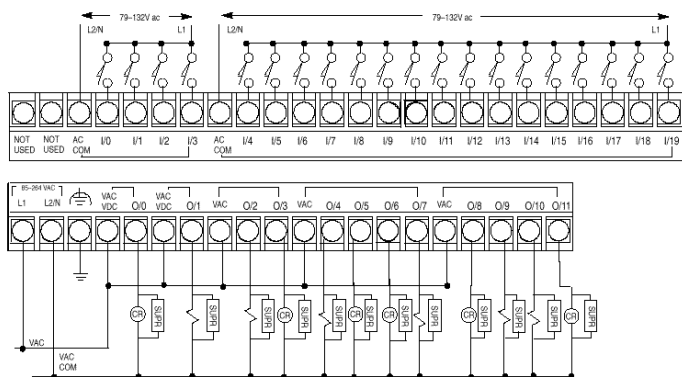 79–132V ac
79–132V ac
L2/N
L1
L2/N
L1
NOT USED
NOT USED
AC COM
I/0
I/1
I/2
I/3
AC COM
I/4
I/5
I/6
I/7
I/8
I/9
I/10
I/11
I/12
I/13
I/14
I/15
I/16
I/17
I/18
I/19
85–264 VAC
L1
L2/N
VAC VDC
O/0
VAC VDC
O/1
VAC
O/2
O/3
VAC
O/4
O/5
O/6
O/7
VAC
O/8
O/9
O/10
O/11
CR
SUPR
SUPR
SUPR
CR
SUPR
SUPR
CR
SUPR
CR
SUPR
CR
SUPR
SUPR
SUPR
CR
SUPR
VAC
VAC COM